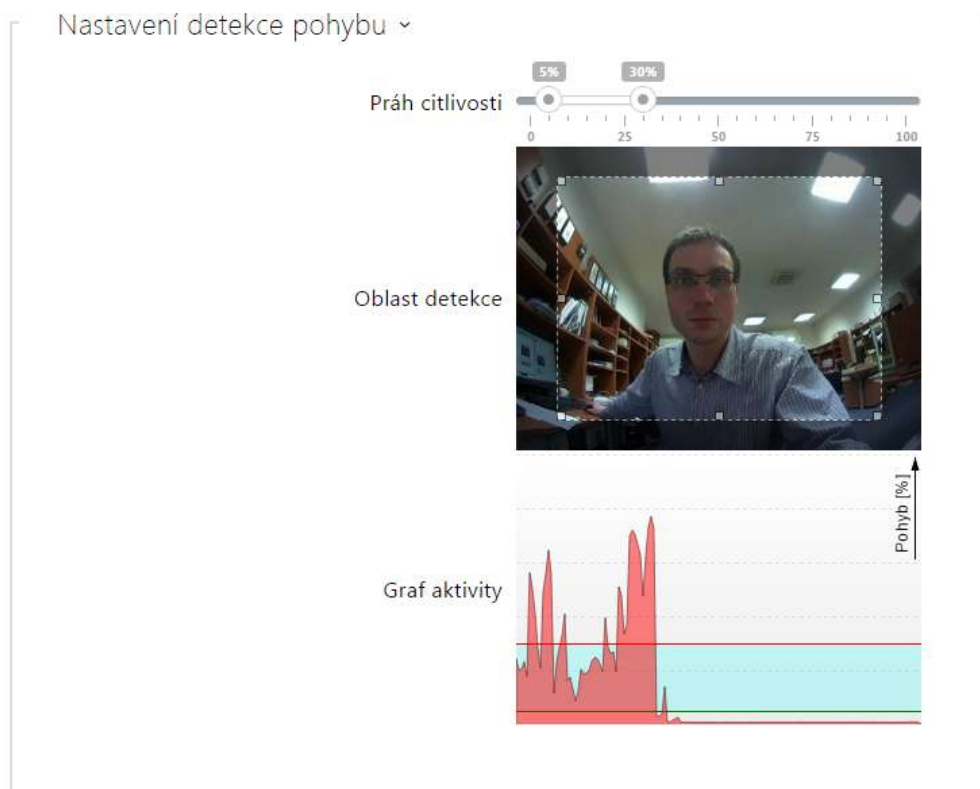 Nastavení detekce pohybu
5% 30%
Práh citlivosti
0 25 50 75 100
Oblast detekce
Pohyb [%]
Graf aktivity